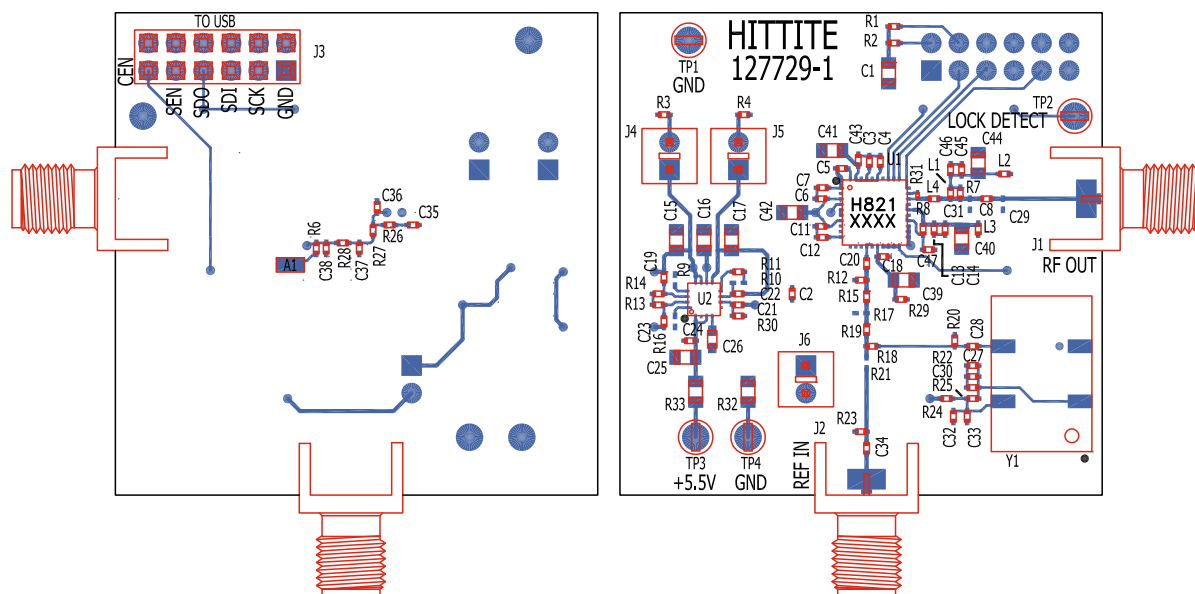 TO USB
J3
CEN
SEN
SDO
SDI
SCK
GND
C36
C35
R26
R6
C38
R28
C37
R27
A1
HITTITE
127729-1
TP1
GND
R1
R2
C1
TP2
LOCK DETECT
R3
R4
J4
J5
C41
C43
C3
C4
U1
C5
C7
C6
C42
C11
C12
H821
XXXX
R31
L1
C46
C45
C44
L2
L4
R7
R8
C31
C8
C29
L3
C40
C47
C13
C14
J1
RF OUT
C15
C16
C17
C19
R9
R11
R10
R14
R13
U2
C22
C21
R30
C23
R16
C24
C25
C26
C2
C20
C18
R12
C39
R15
R29
R17
R19
R18
R21
J6
R20
C28
R22
C27
C30
R25
R24
C32
C33
Y1
R33
R32
TP3
+5.5V
TP4
GND
R23
C34
J2
REF IN